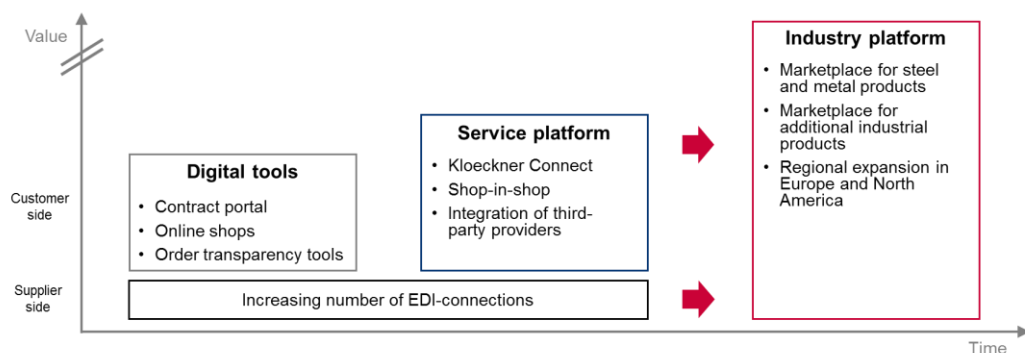 Value
Industry platform
• Marketplace for steel
and metal products
• Marketplace for
additional industrial
products
• Regional expansion in
Europe and North
America
Service platform
• Kloeckner Connect
• Shop-in-shop
• Integration of third-
party providers
Digital tools
• Contract portal
• Online shops
• Order transparency tools
Customer
side
Supplier
side
Increasing number of EDI-connections
Time